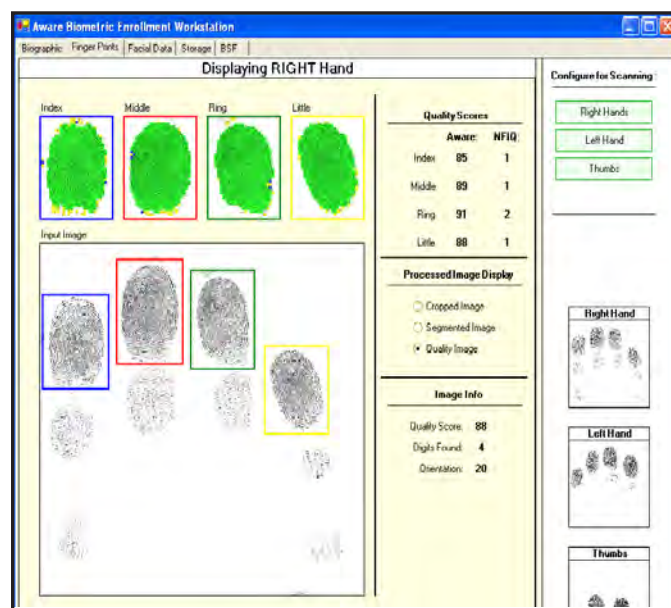 Aware Biometric Enrollment Workstation
Biographic Finger Prints Facial Data Storage BSF
Displaying RIGHT Hand
Configure for Scanning:
Index Middle Ring Little
Right Hands
Left Hand
Thumbs
Quality Scores
Aware: NFIQ:
Index 85 1
Middle 89 1
Ring 91 2
Little 88 1
Input Image
Processed Image Display
Cropped Image
Segmented Image
Quality Image
Image Info
Quality Score: 88
Digits Found: 4
Orientation: 20
Right Hand
Left Hand
Thumbs